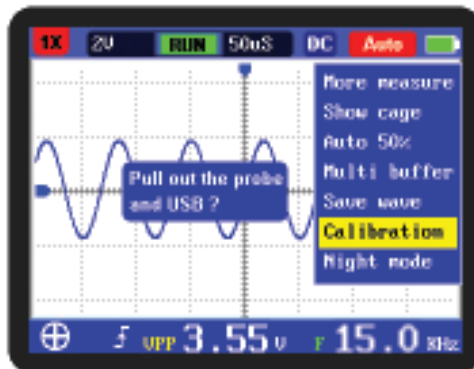 1X 2V RUN 50uS DC Auto
More measure
Show cage
Auto 50%
Multi buffer
Save wave
Calibration
Night mode
Pull out the probe
and USB ?
VPP 3.55 V F 15.0 KHz